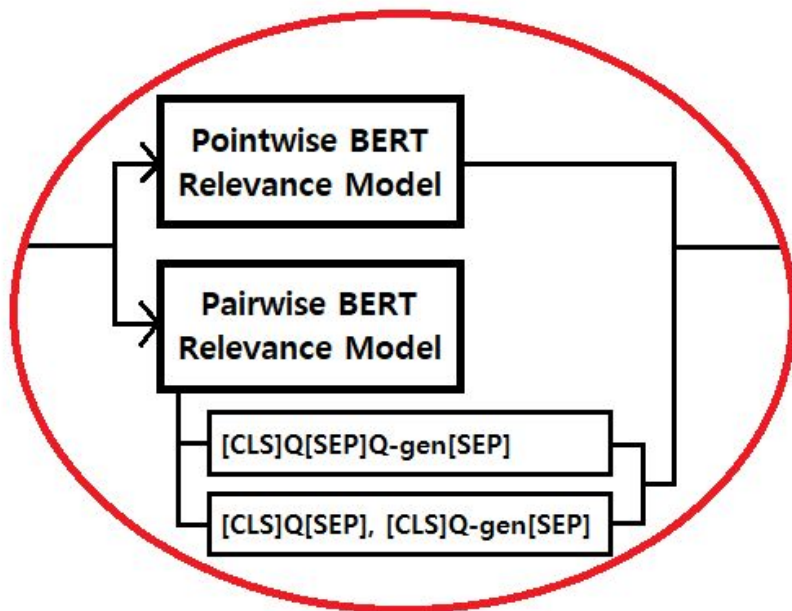 Pointwise BERT
Relevance Model
Pairwise BERT
Relevance Model
[CLS]Q[SEP]Q-gen[SEP]
[CLS]Q[SEP], [CLS]Q-gen[SEP]